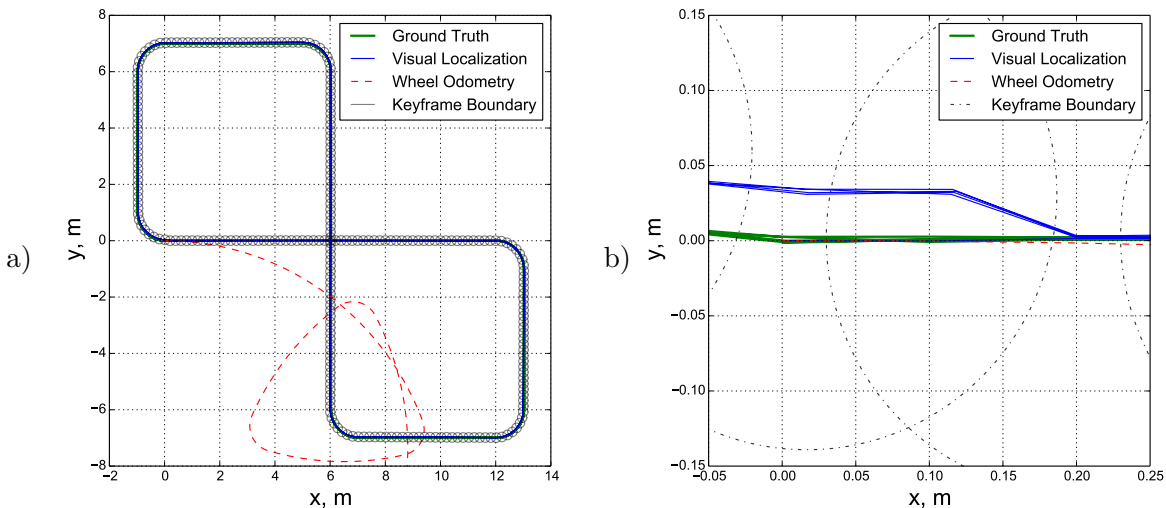 a)
8
6
4
2
0
−2
−4
−6
−8
y, m
−2 0 2 4 6 8 10 12 14
x, m
Ground Truth
Visual Localization
Wheel Odometry
Keyframe Boundary
b)
0.15
0.10
0.05
0.00
−0.05
−0.10
−0.15
y, m
−0.05 0.00 0.05 0.10 0.15 0.20 0.25
x, m
Ground Truth
Visual Localization
Wheel Odometry
Keyframe Boundary